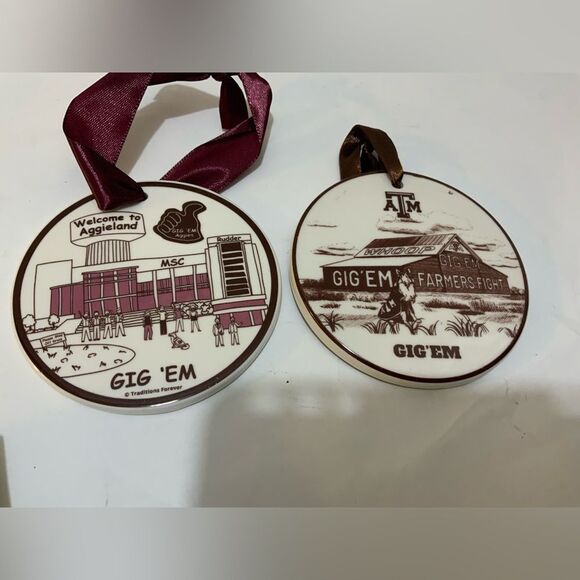 Welcome to
Aggieland
GIG 'EM
Aggies
Rudder
MSC
GIG 'EM
© Traditions Forever
ATM
WHOOP
GIG'EM
GIG'EM
FARMERS FIGHT
GIG'EM